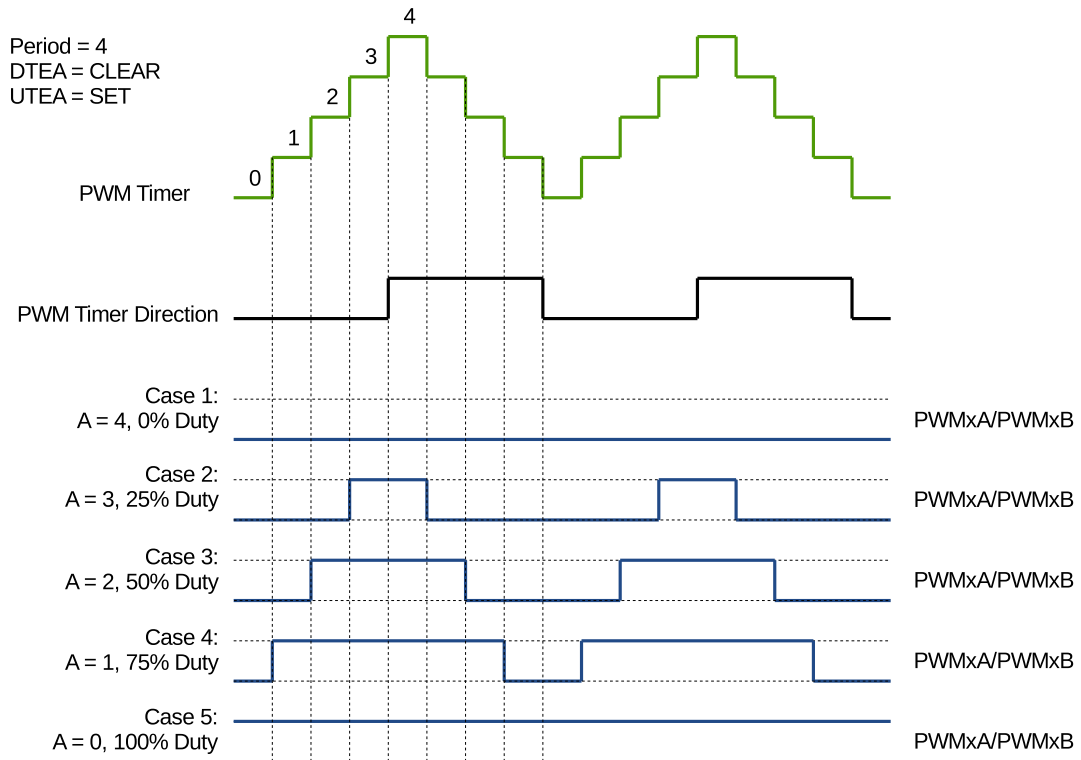 4
Period = 4
DTEA = CLEAR
UTEA = SET
3
2
1
0
PWM Timer
PWM Timer Direction
Case 1:
A = 4, 0% Duty
PWMxA/PWMxB
Case 2:
A = 3, 25% Duty
PWMxA/PWMxB
Case 3:
A = 2, 50% Duty
PWMxA/PWMxB
Case 4:
A = 1, 75% Duty
PWMxA/PWMxB
Case 5:
A = 0, 100% Duty
PWMxA/PWMxB